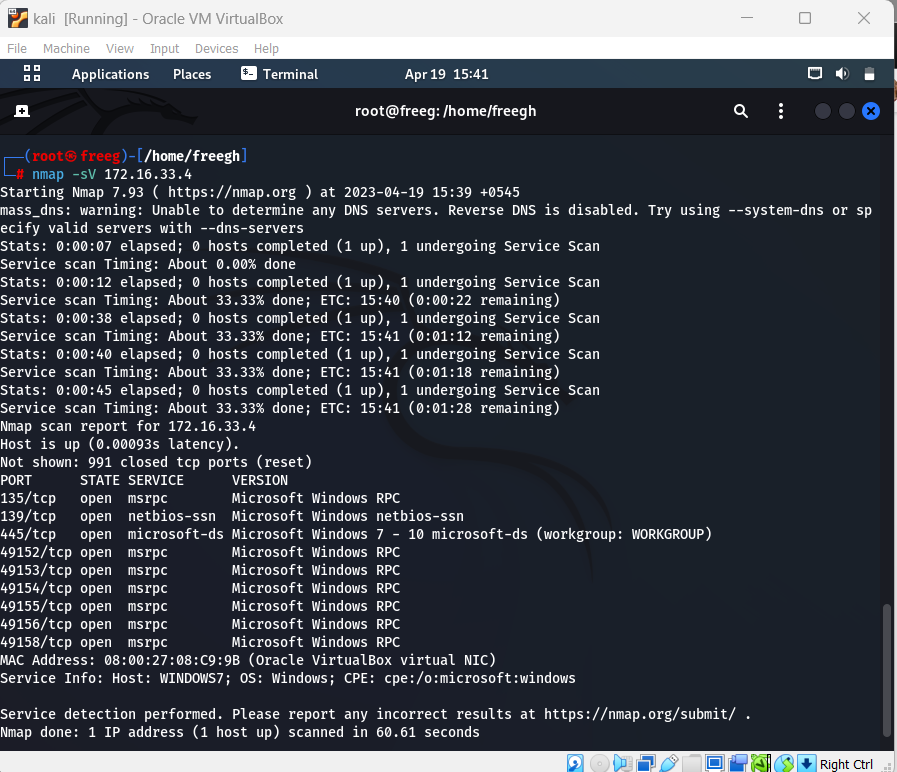 kali [Running] - Oracle VM VirtualBox
File Machine View Input Devices Help
Applications Places Terminal Apr 19 15:41
root@freeg: /home/freegh
┌──(root㉿freeg)-[/home/freegh]
└─# nmap -sV 172.16.33.4
Starting Nmap 7.93 ( https://nmap.org ) at 2023-04-19 15:39 +0545
mass_dns: warning: Unable to determine any DNS servers. Reverse DNS is disabled. Try using --system-dns or sp
ecify valid servers with --dns-servers
Stats: 0:00:07 elapsed; 0 hosts completed (1 up), 1 undergoing Service Scan
Service scan Timing: About 0.00% done
Stats: 0:00:12 elapsed; 0 hosts completed (1 up), 1 undergoing Service Scan
Service scan Timing: About 33.33% done; ETC: 15:40 (0:00:22 remaining)
Stats: 0:00:38 elapsed; 0 hosts completed (1 up), 1 undergoing Service Scan
Service scan Timing: About 33.33% done; ETC: 15:41 (0:01:12 remaining)
Stats: 0:00:40 elapsed; 0 hosts completed (1 up), 1 undergoing Service Scan
Service scan Timing: About 33.33% done; ETC: 15:41 (0:01:18 remaining)
Stats: 0:00:45 elapsed; 0 hosts completed (1 up), 1 undergoing Service Scan
Service scan Timing: About 33.33% done; ETC: 15:41 (0:01:28 remaining)
Nmap scan report for 172.16.33.4
Host is up (0.00093s latency).
Not shown: 991 closed tcp ports (reset)
PORT      STATE SERVICE      VERSION
135/tcp   open  msrpc        Microsoft Windows RPC
139/tcp   open  netbios-ssn  Microsoft Windows netbios-ssn
445/tcp   open  microsoft-ds Microsoft Windows 7 - 10 microsoft-ds (workgroup: WORKGROUP)
49152/tcp open  msrpc        Microsoft Windows RPC
49153/tcp open  msrpc        Microsoft Windows RPC
49154/tcp open  msrpc        Microsoft Windows RPC
49155/tcp open  msrpc        Microsoft Windows RPC
49156/tcp open  msrpc        Microsoft Windows RPC
49158/tcp open  msrpc        Microsoft Windows RPC
MAC Address: 08:00:27:08:C9:9B (Oracle VirtualBox virtual NIC)
Service Info: Host: WINDOWS7; OS: Windows; CPE: cpe:/o:microsoft:windows
Service detection performed. Please report any incorrect results at https://nmap.org/submit/ .
Nmap done: 1 IP address (1 host up) scanned in 60.61 seconds
Right Ctrl